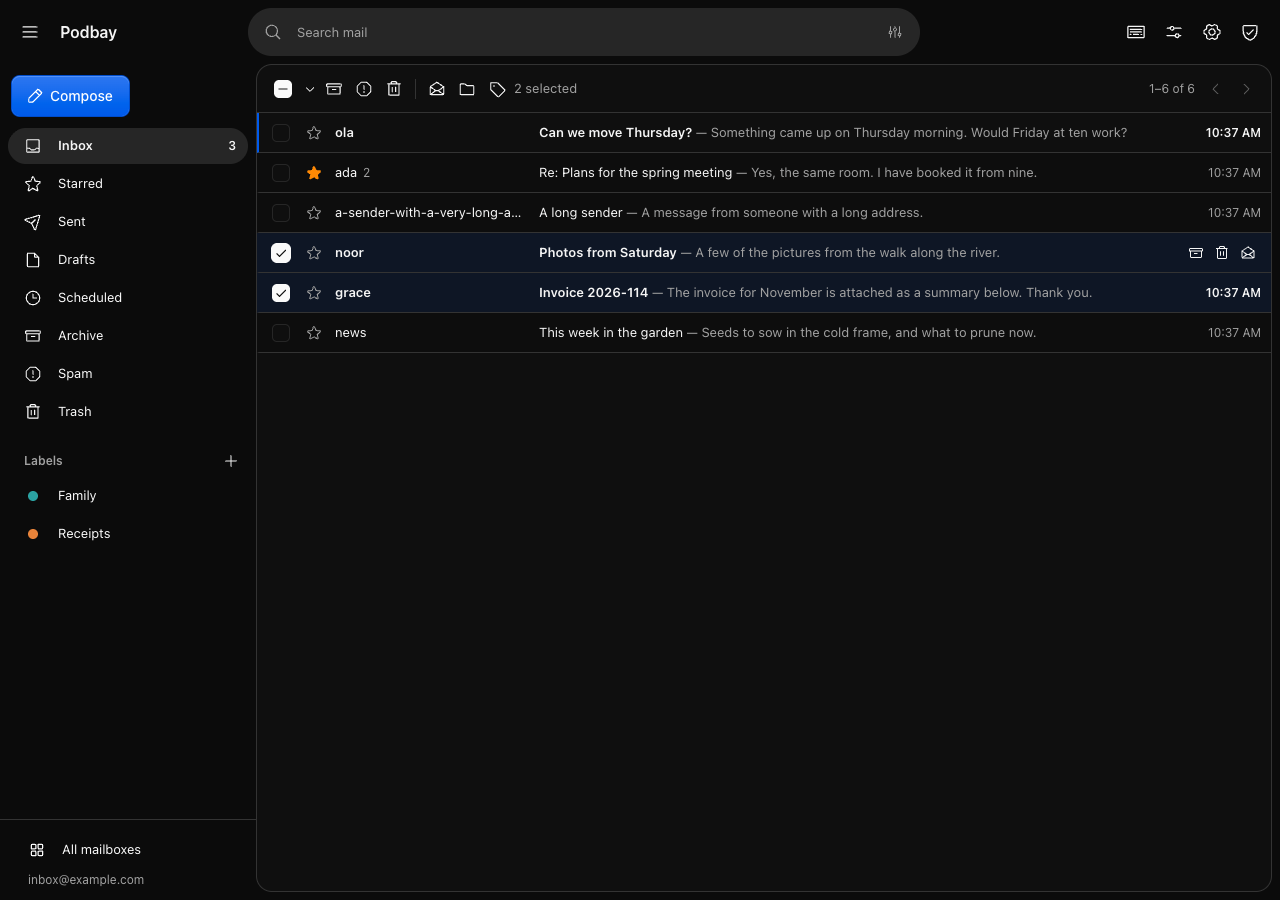 Podbay
Search mail
Compose
2 selected
1–6 of 6
Inbox 3
Starred
Sent
Drafts
Scheduled
Archive
Spam
Trash
Labels
Family
Receipts
ola Can we move Thursday? — Something came up on Thursday morning. Would Friday at ten work? 10:37 AM
ada 2 Re: Plans for the spring meeting — Yes, the same room. I have booked it from nine. 10:37 AM
a-sender-with-a-very-long-a... A long sender — A message from someone with a long address. 10:37 AM
noor Photos from Saturday — A few of the pictures from the walk along the river.
grace Invoice 2026-114 — The invoice for November is attached as a summary below. Thank you. 10:37 AM
news This week in the garden — Seeds to sow in the cold frame, and what to prune now. 10:37 AM
All mailboxes
inbox@example.com